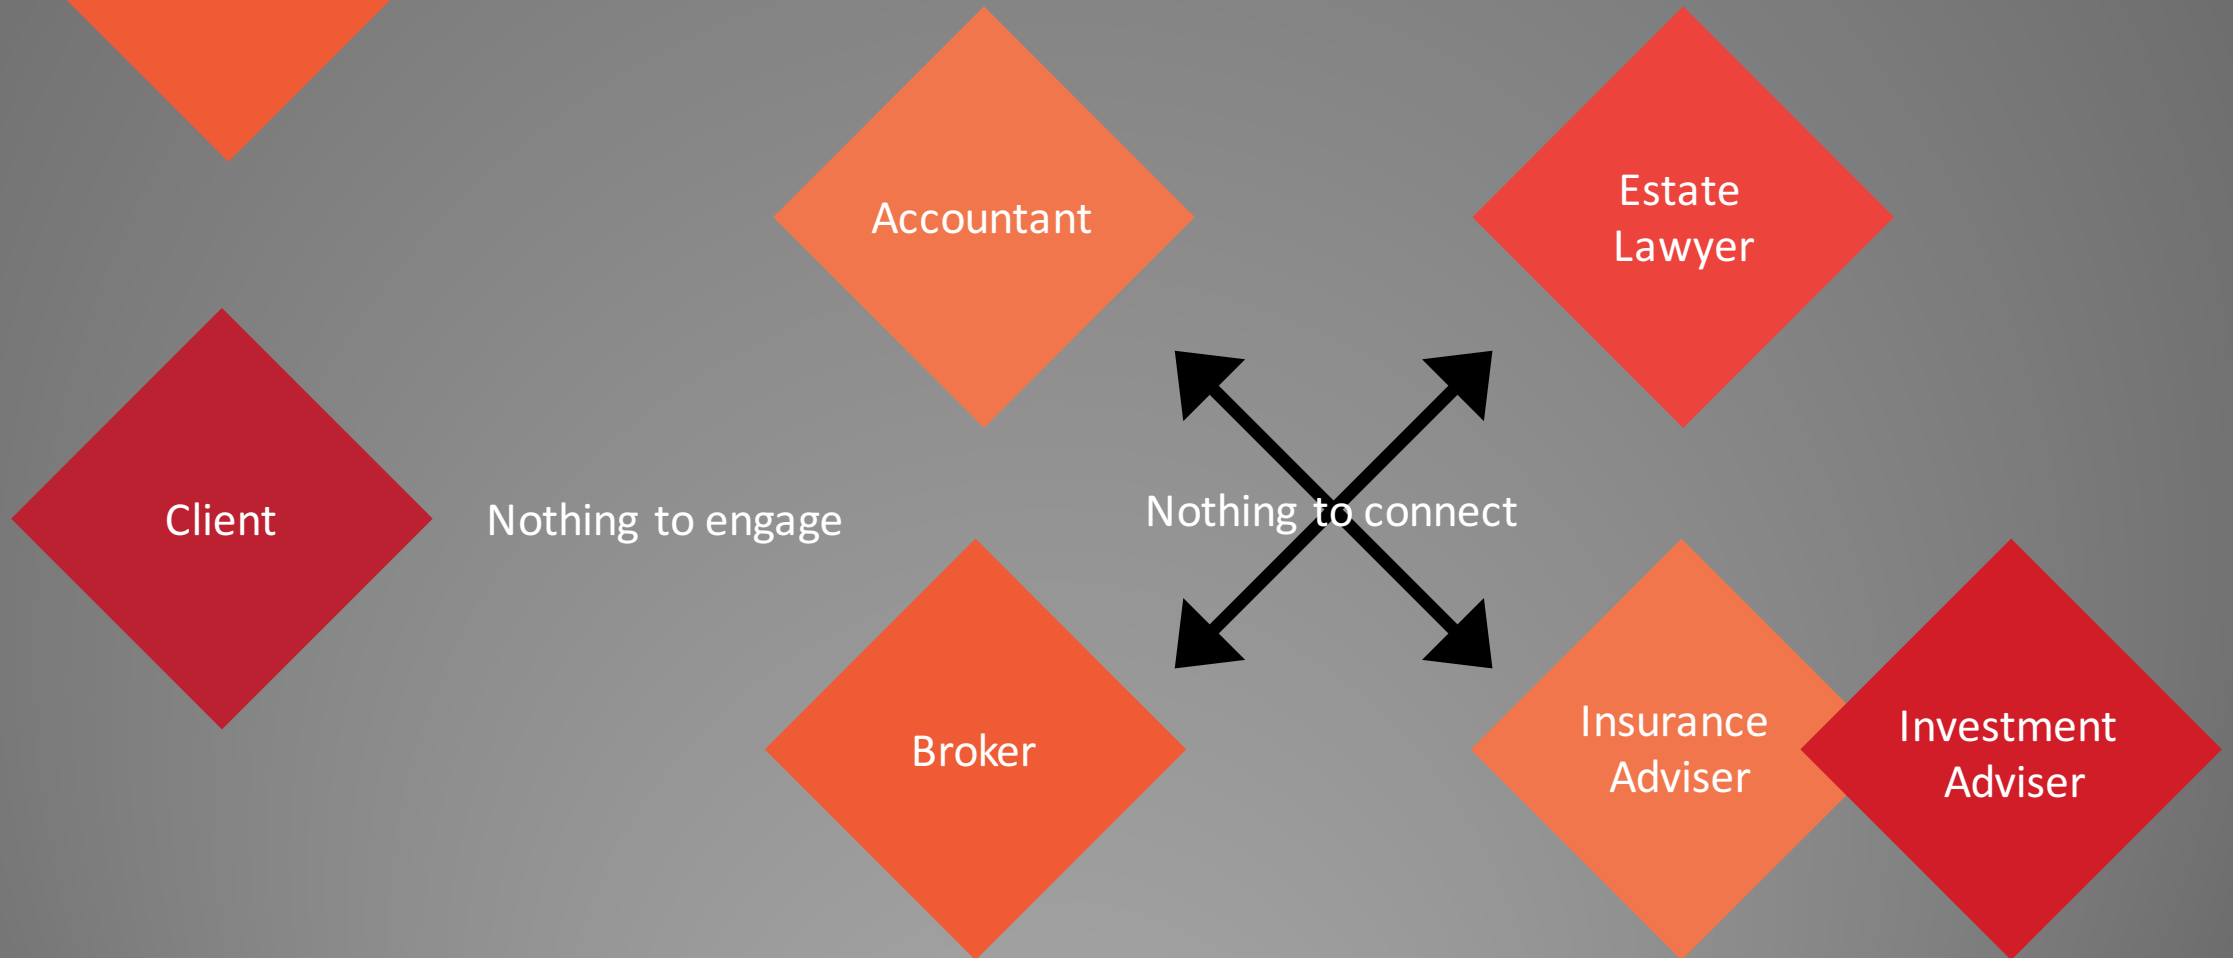 Accountant
Estate
Lawyer
Client
Nothing to engage
Nothing to connect
Broker
Insurance
Adviser
Investment
Adviser